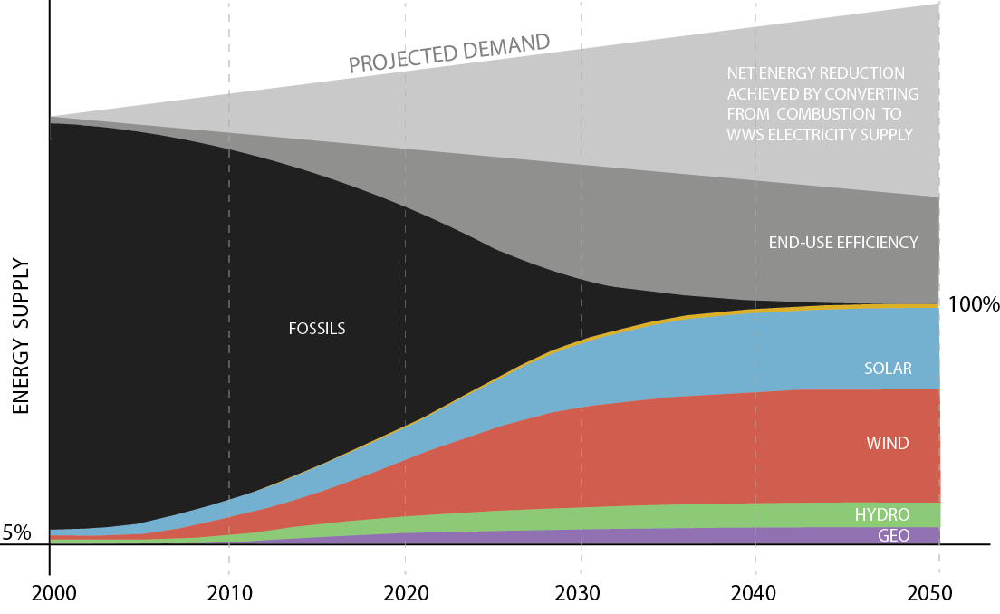 PROJECTED DEMAND
NET ENERGY REDUCTION
ACHIEVED BY CONVERTING
FROM COMBUSTION TO
WWS ELECTRICITY SUPPLY
END-USE EFFICIENCY
ENERGY SUPPLY
100%
FOSSILS
SOLAR
WIND
HYDRO
5%
GEO
2000 2010 2020 2030 2040 2050